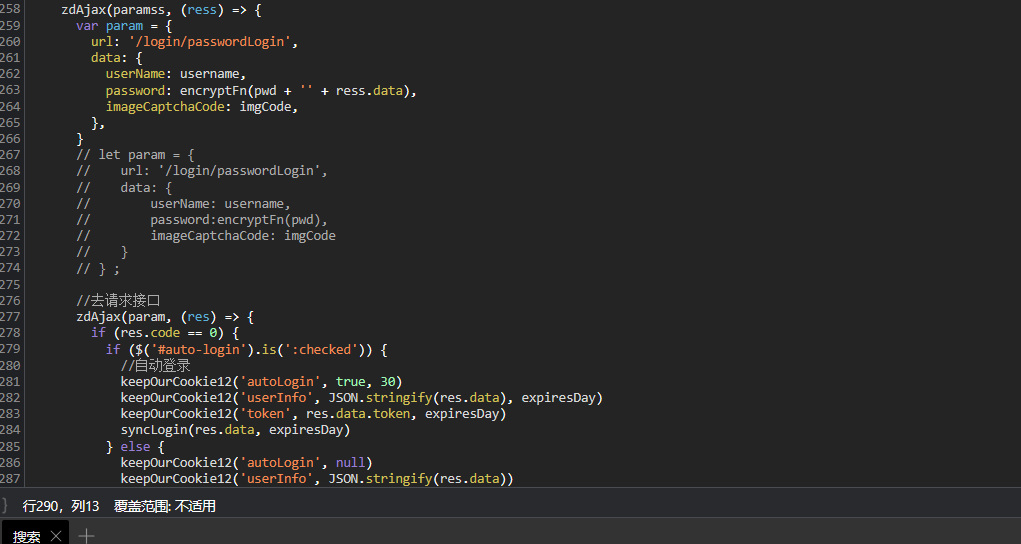 258 zdAjax(paramss, (ress) => {
259 var param = {
260 url: '/login/passwordLogin',
261 data: {
262 userName: username,
263 password: encryptFn(pwd + '' + ress.data),
264 imageCaptchaCode: imgCode,
265 },
266 }
267 // let param = {
268 // url: '/login/passwordLogin',
269 // data: {
270 // userName: username,
271 // password:encryptFn(pwd),
272 // imageCaptchaCode: imgCode
273 // }
274 // } ;
275
276 //去请求接口
277 zdAjax(param, (res) => {
278 if (res.code == 0) {
279 if ($('#auto-login').is(':checked')) {
280 //自动登录
281 keepOurCookie12('autoLogin', true, 30)
282 keepOurCookie12('userInfo', JSON.stringify(res.data), expiresDay)
283 keepOurCookie12('token', res.data.token, expiresDay)
284 syncLogin(res.data, expiresDay)
285 } else {
286 keepOurCookie12('autoLogin', null)
287 keepOurCookie12('userInfo', JSON.stringify(res.data))
} 行290，列13 覆盖范围: 不适用
搜索